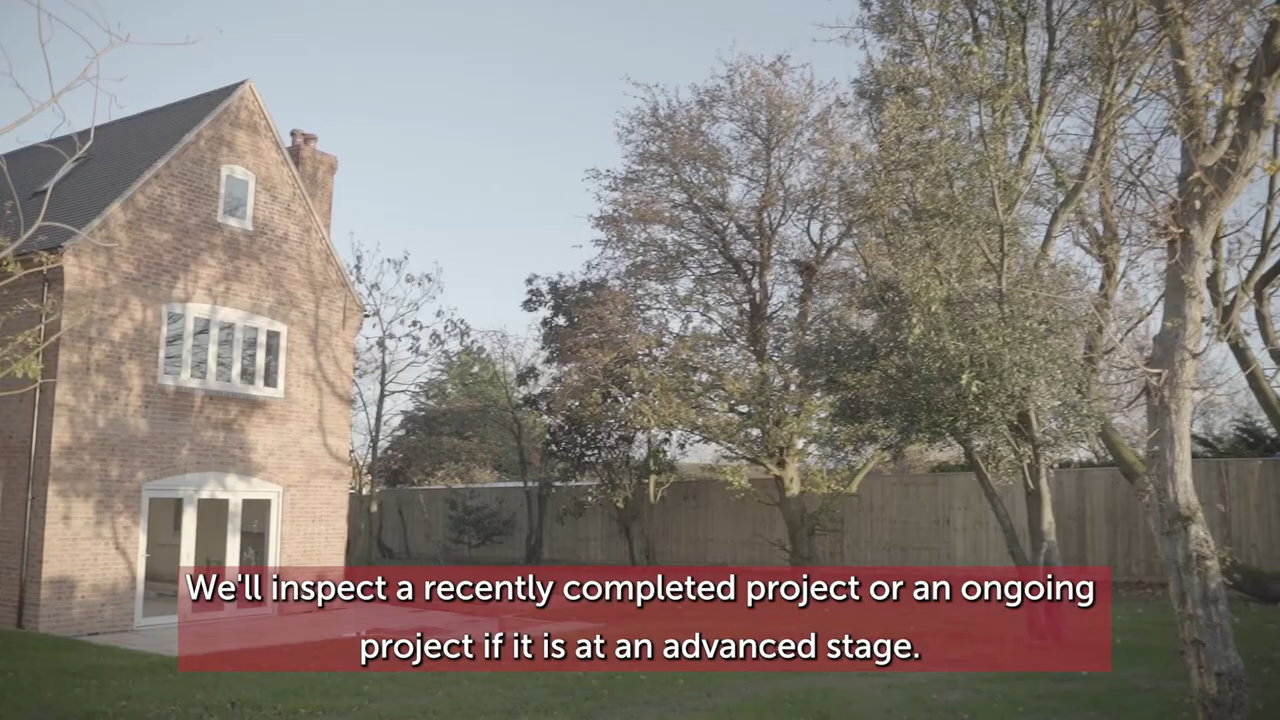 We'll inspect a recently completed project or an ongoing
project if it is at an advanced stage.